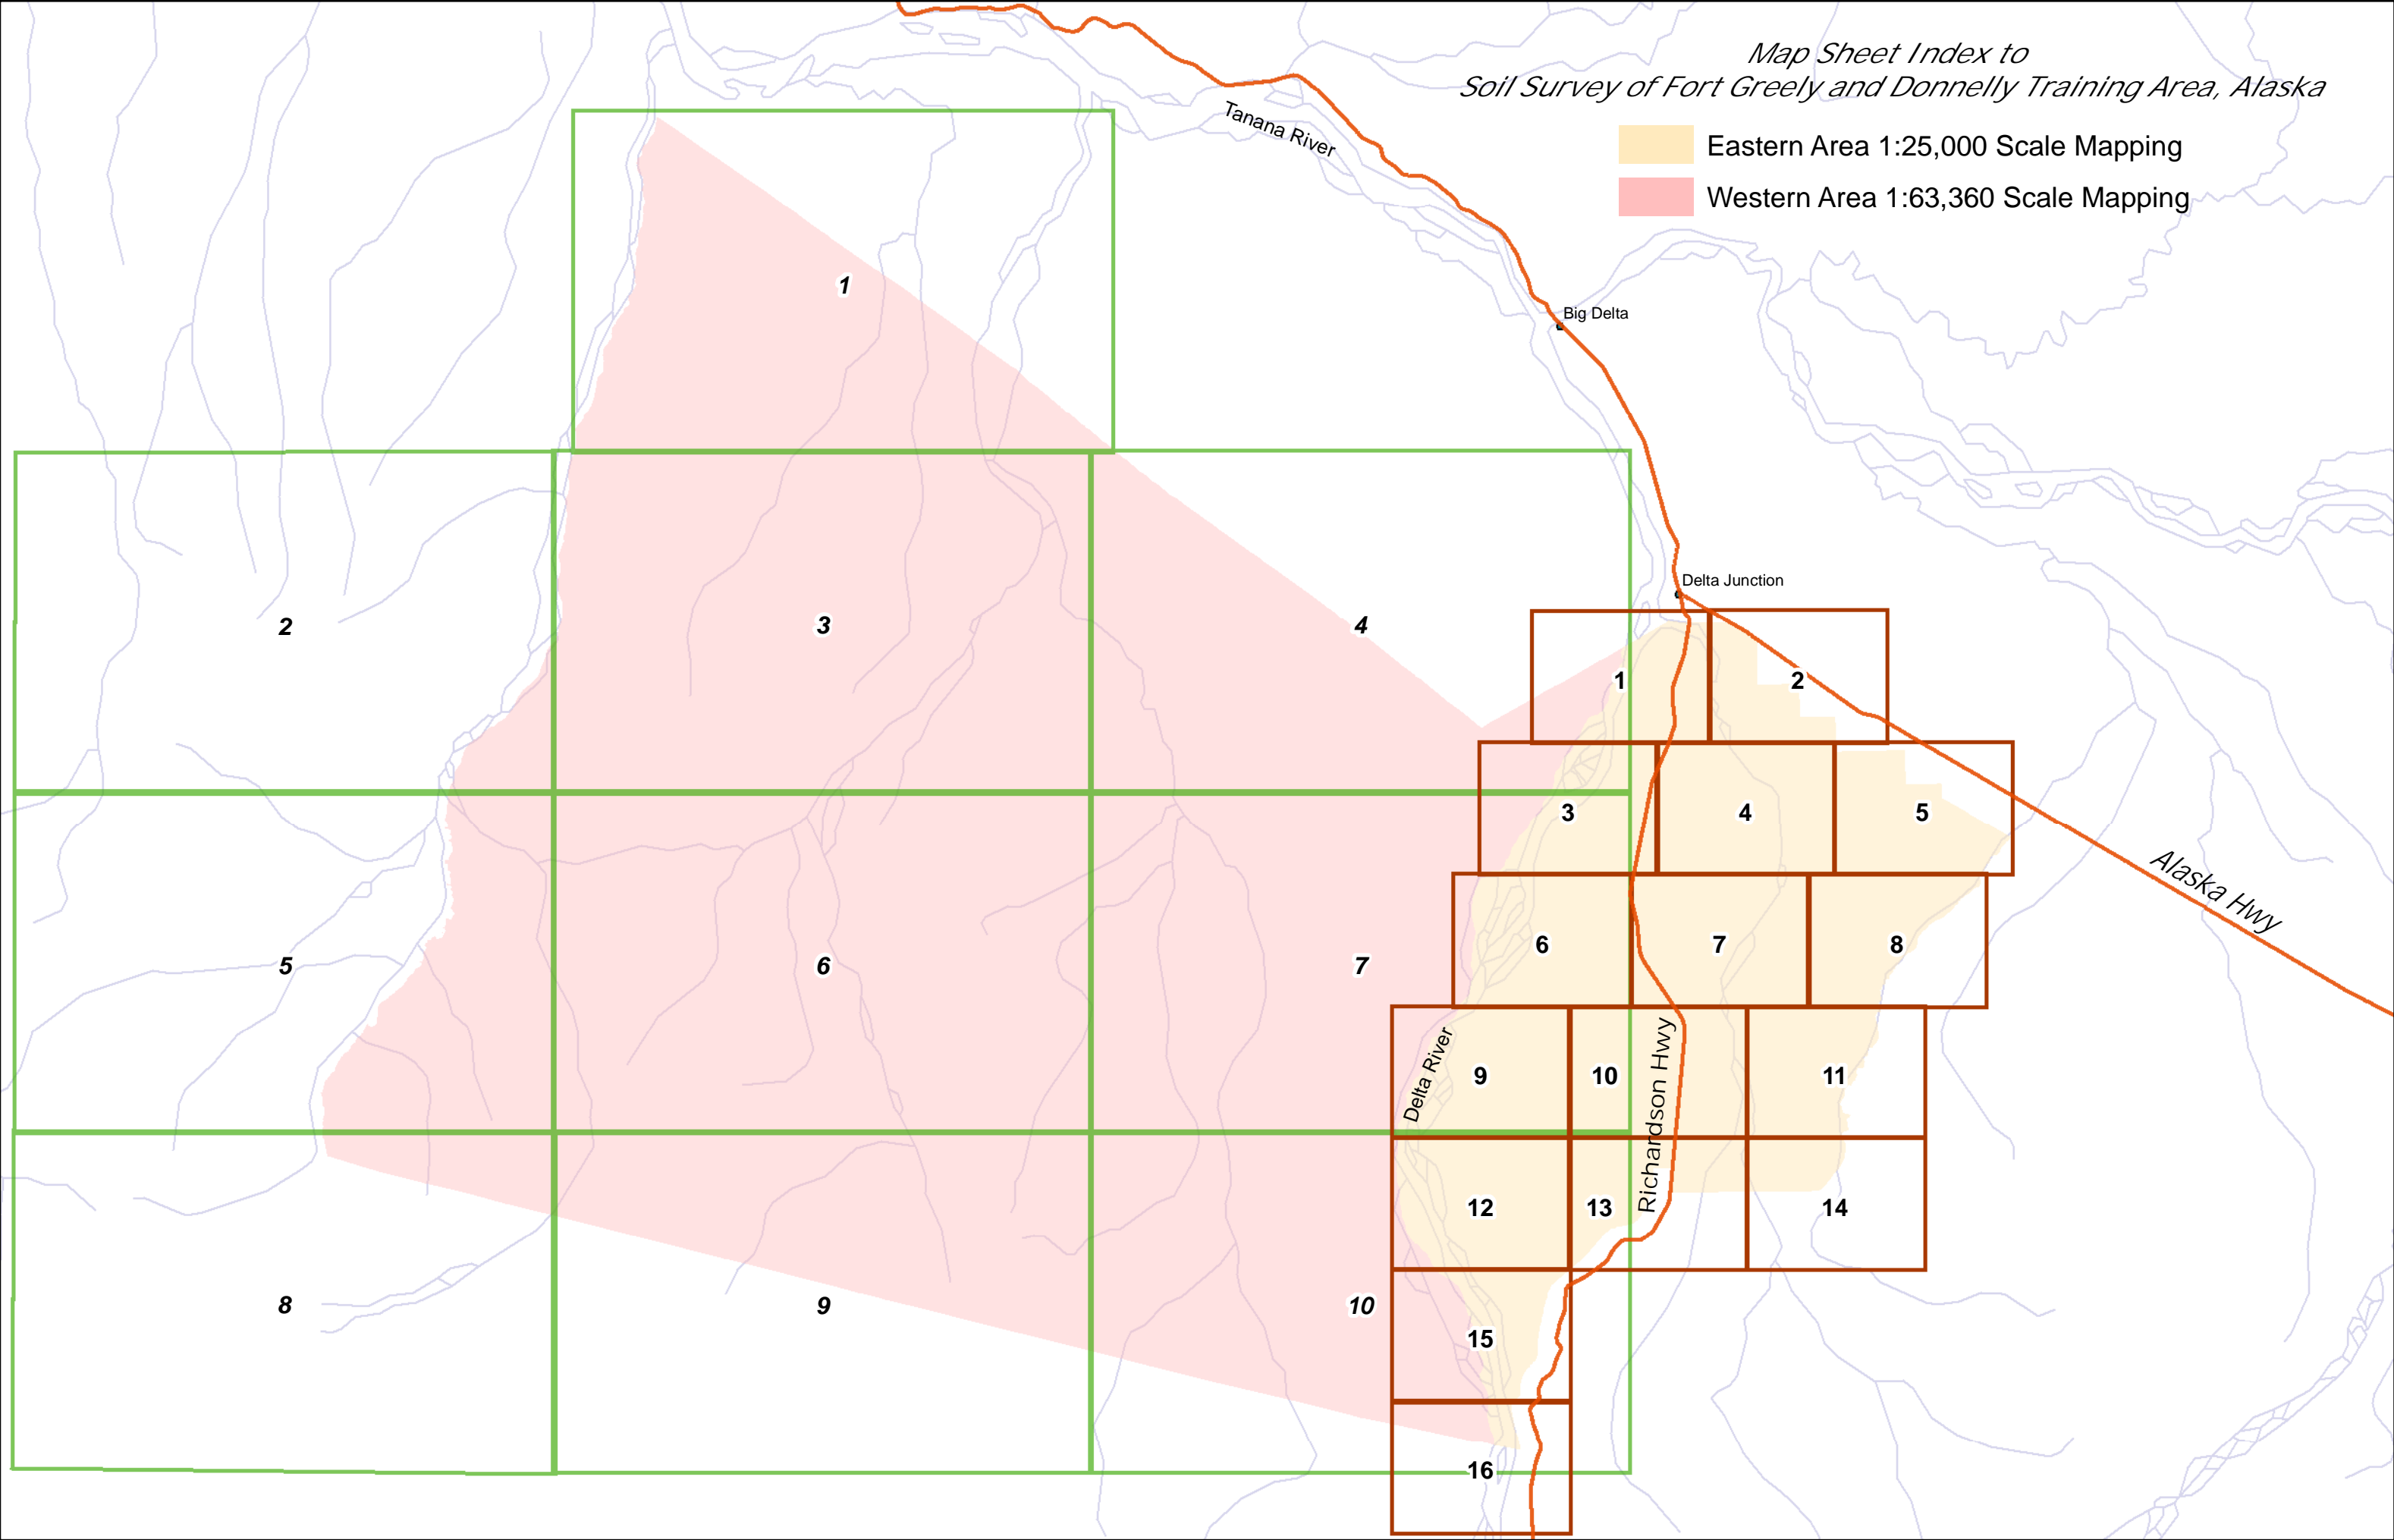 Map Sheet Index to
Soil Survey of Fort Greely and Donnelly Training Area, Alaska
Eastern Area 1:25,000 Scale Mapping
Western Area 1:63,360 Scale Mapping
Tanana River
1
Big Delta
Delta Junction
2
3
4
1
2
3
4
5
Alaska Hwy
5
6
7
6
7
8
Delta River
9
10
Richardson Hwy
11
12
13
14
8
9
10
15
16